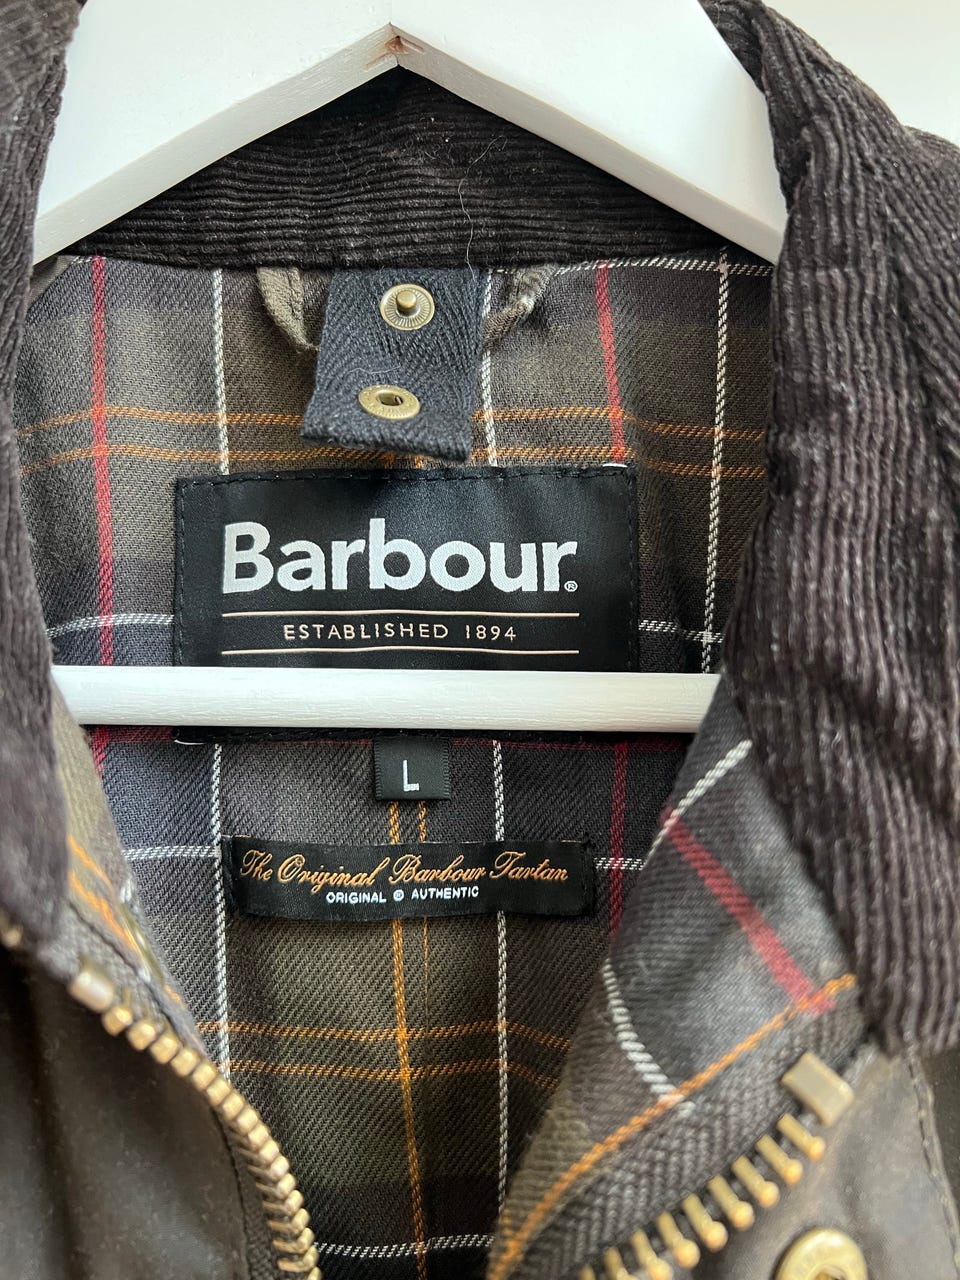 Barbour®
ESTABLISHED 1894
L
The Original Barbour Tartan
ORIGINAL AUTHENTIC